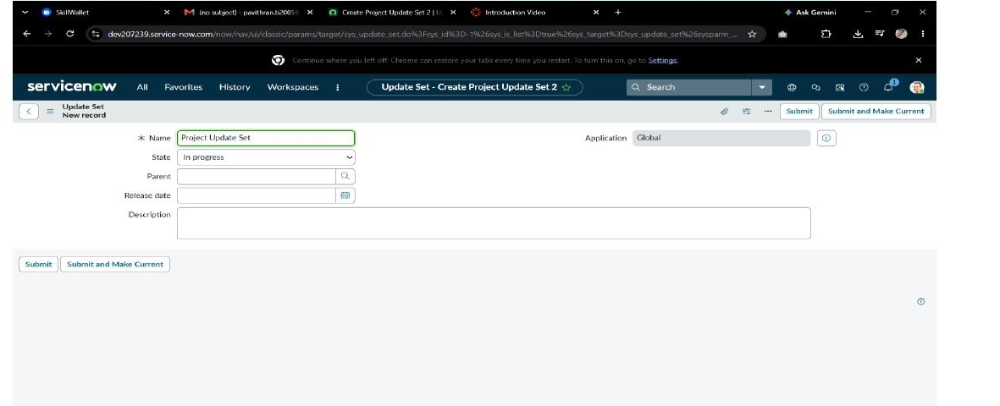 SkillWallet
(no subject) - pavithran.b2005
Create Project Update Set 2 | U
Introduction Video
Ask Gemini
dev207239.service-now.com/now/nav/ui/classic/params/target/sys_update_set.do%3Fsys_id%3D-1%26sys_is_list%3Dtrue%26sys_target%3Dsys_update_set%26sysparm_...
Continue where you left off: Chrome can restore your tabs every time you restart. To turn this on, go to Settings.
servicenow All Favorites History Workspaces
Update Set - Create Project Update Set 2
Search
1
Update Set
New record
Submit
Submit and Make Current
Name Project Update Set
Application Global
State In progress
Parent
Release date
Description
Submit
Submit and Make Current